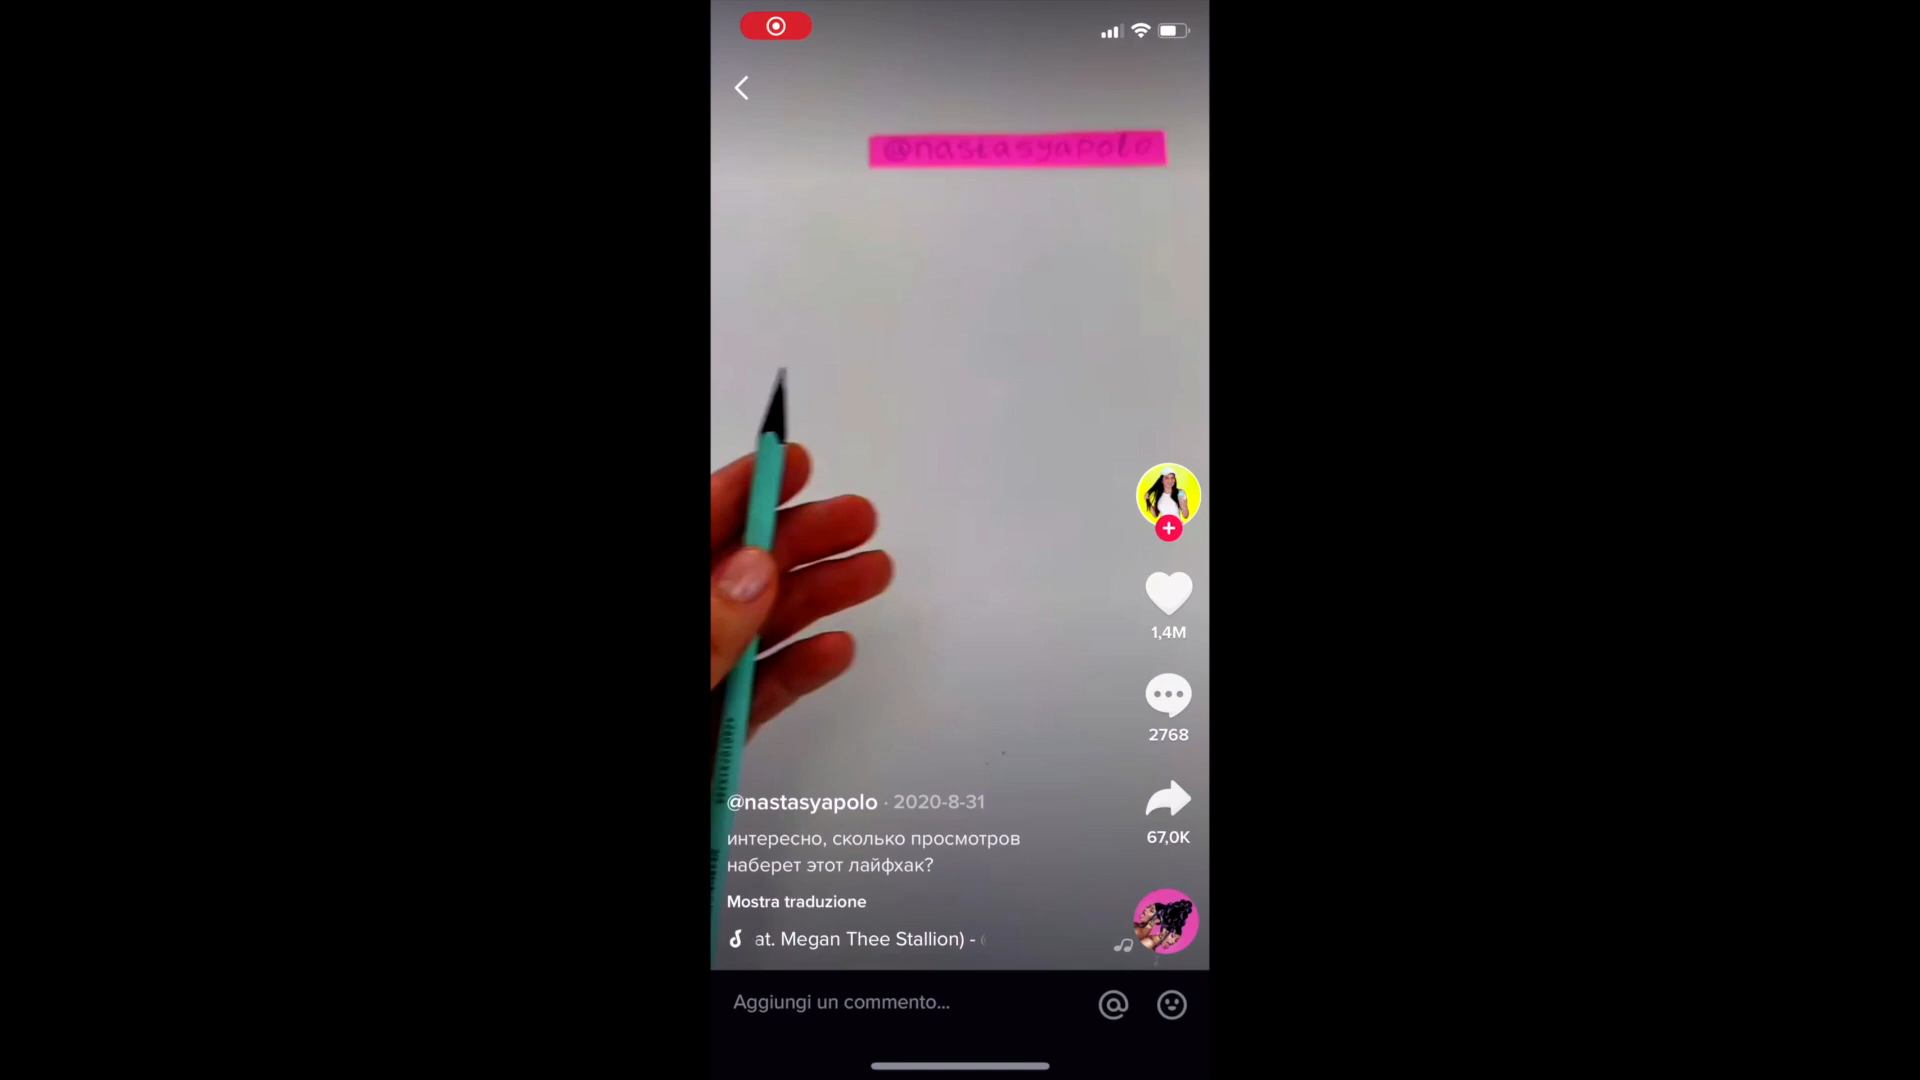 @nastasyapolo
1,4M
2768
@nastasyapolo · 2020-8-31
67,0K
интересно, сколько просмотров
наберет этот лайфхак?
Mostra traduzione
at. Megan Thee Stallion) -
Aggiungi un commento...